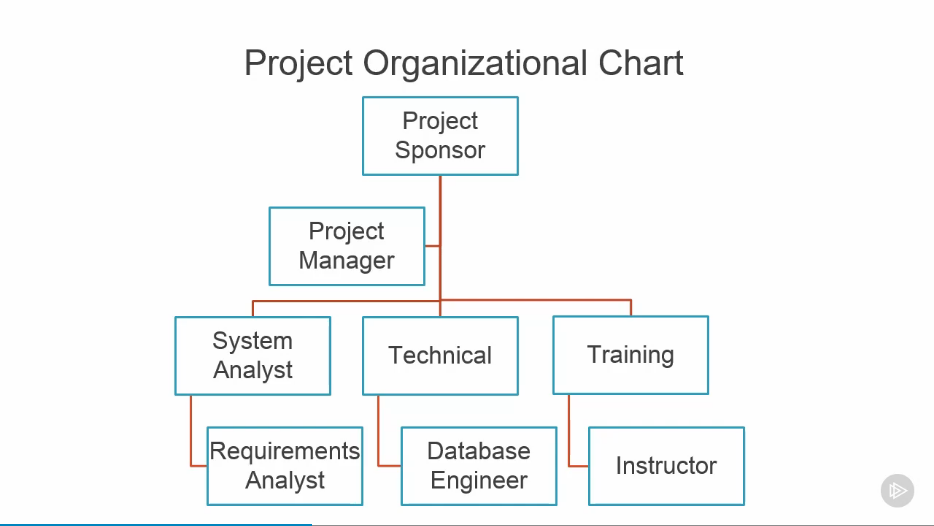 Project Organizational Chart
Project
Sponsor
Project
Manager
System
Analyst
Technical
Training
Requirements
Analyst
Database
Engineer
Instructor